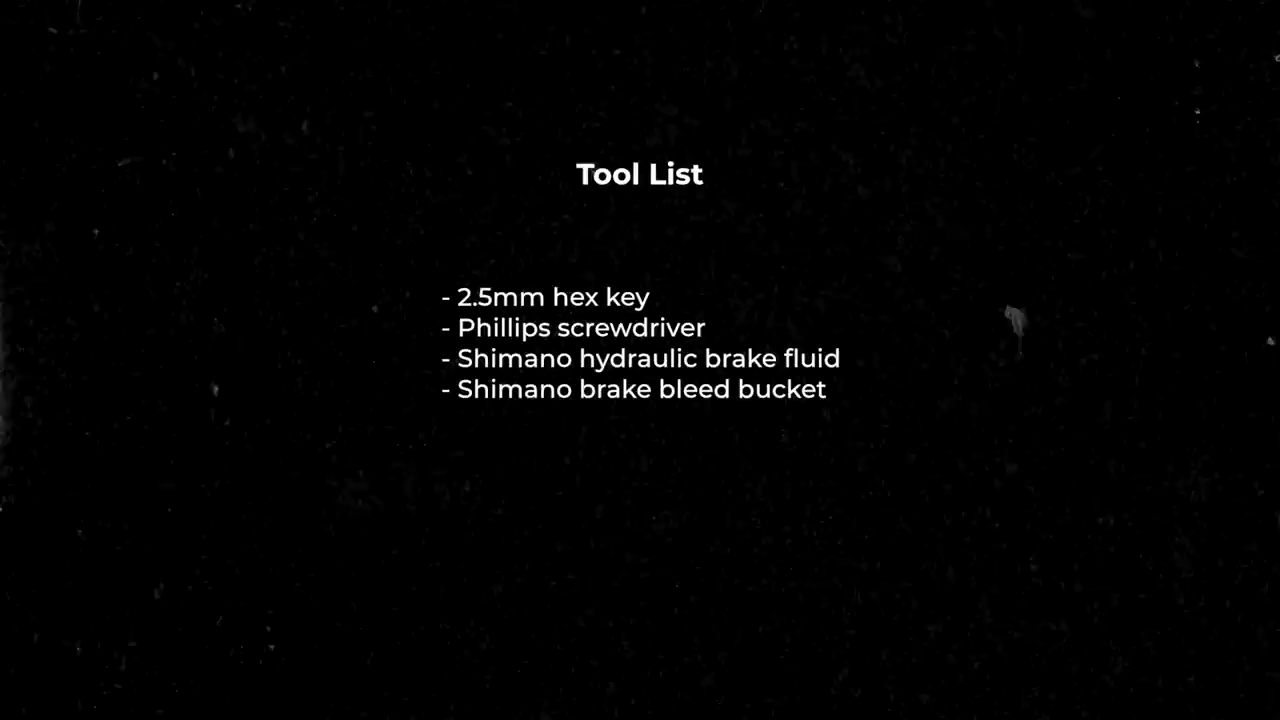 Tool List
- 2.5mm hex key
- Phillips screwdriver
- Shimano hydraulic brake fluid
- Shimano brake bleed bucket